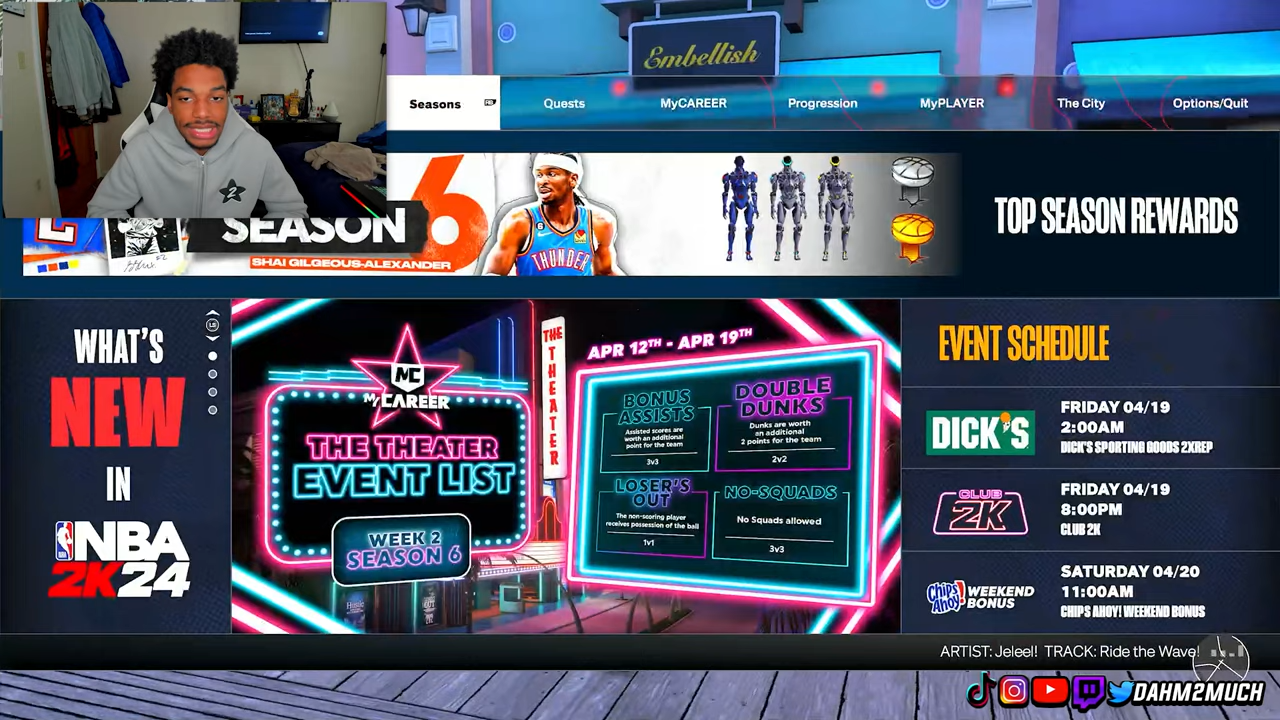 Embellish
Seasons
Quests
MyCAREER
Progression
MyPLAYER
The City
Options/Quit
SEASON 6
SHAI GILGEOUS-ALEXANDER
THUNDER
TOP SEASON REWARDS
WHAT'S
NEW
IN
NBA
2K24
LS
MC
MyCAREER
THE THEATER
EVENT LIST
WEEK 2
SEASON 6
THE THEATER
APR 12TH - APR 19TH
BONUS
ASSISTS
Assisted scores are
worth an additional
point for the team
3v3
DOUBLE
DUNKS
Dunks are worth
an additional
2 points for the team
2v2
LOSER'S
OUT
The non-scoring player
receives possession of the ball
1v1
NO-SQUADS
No Squads allowed
3v3
EVENT SCHEDULE
DICK'S
FRIDAY 04/19
2:00AM
DICK'S SPORTING GOODS 2XREP
CLUB
2K
FRIDAY 04/19
8:00PM
CLUB 2K
Chips Ahoy!
WEEKEND
BONUS
SATURDAY 04/20
11:00AM
CHIPS AHOY! WEEKEND BONUS
ARTIST: Jeleel! TRACK: Ride the Wave!
DAHM2MUCH